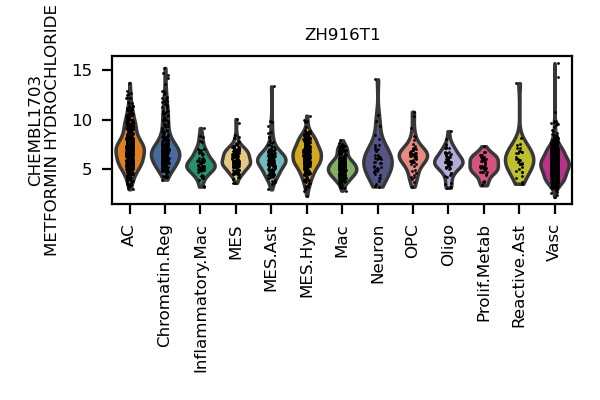 ZH916T1
CHEMBL1703
METFORMIN HYDROCHLORIDE
15
10
5
AC
Chromatin.Reg
Inflammatory.Mac
MES
MES.Ast
MES.Hyp
Mac
Neuron
OPC
Oligo
Prolif.Metab
Reactive.Ast
Vasc